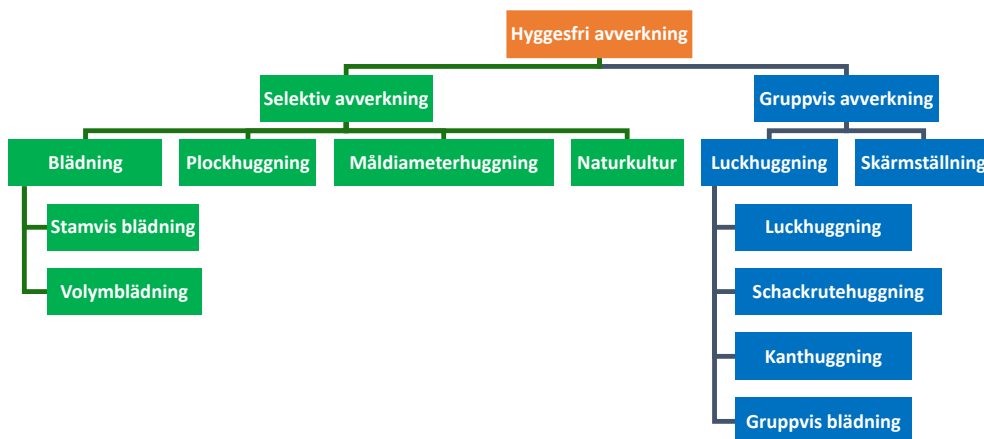 Hyggesfri avverkning
Selektiv avverkning
Gruppvis avverkning
Blädning
Plockhuggning
Måldiameterhuggning
Naturkultur
Luckhuggning
Skärmställning
Stamvis blädning
Volymblädning
Luckhuggning
Schackrutehuggning
Kanthuggning
Gruppvis blädning